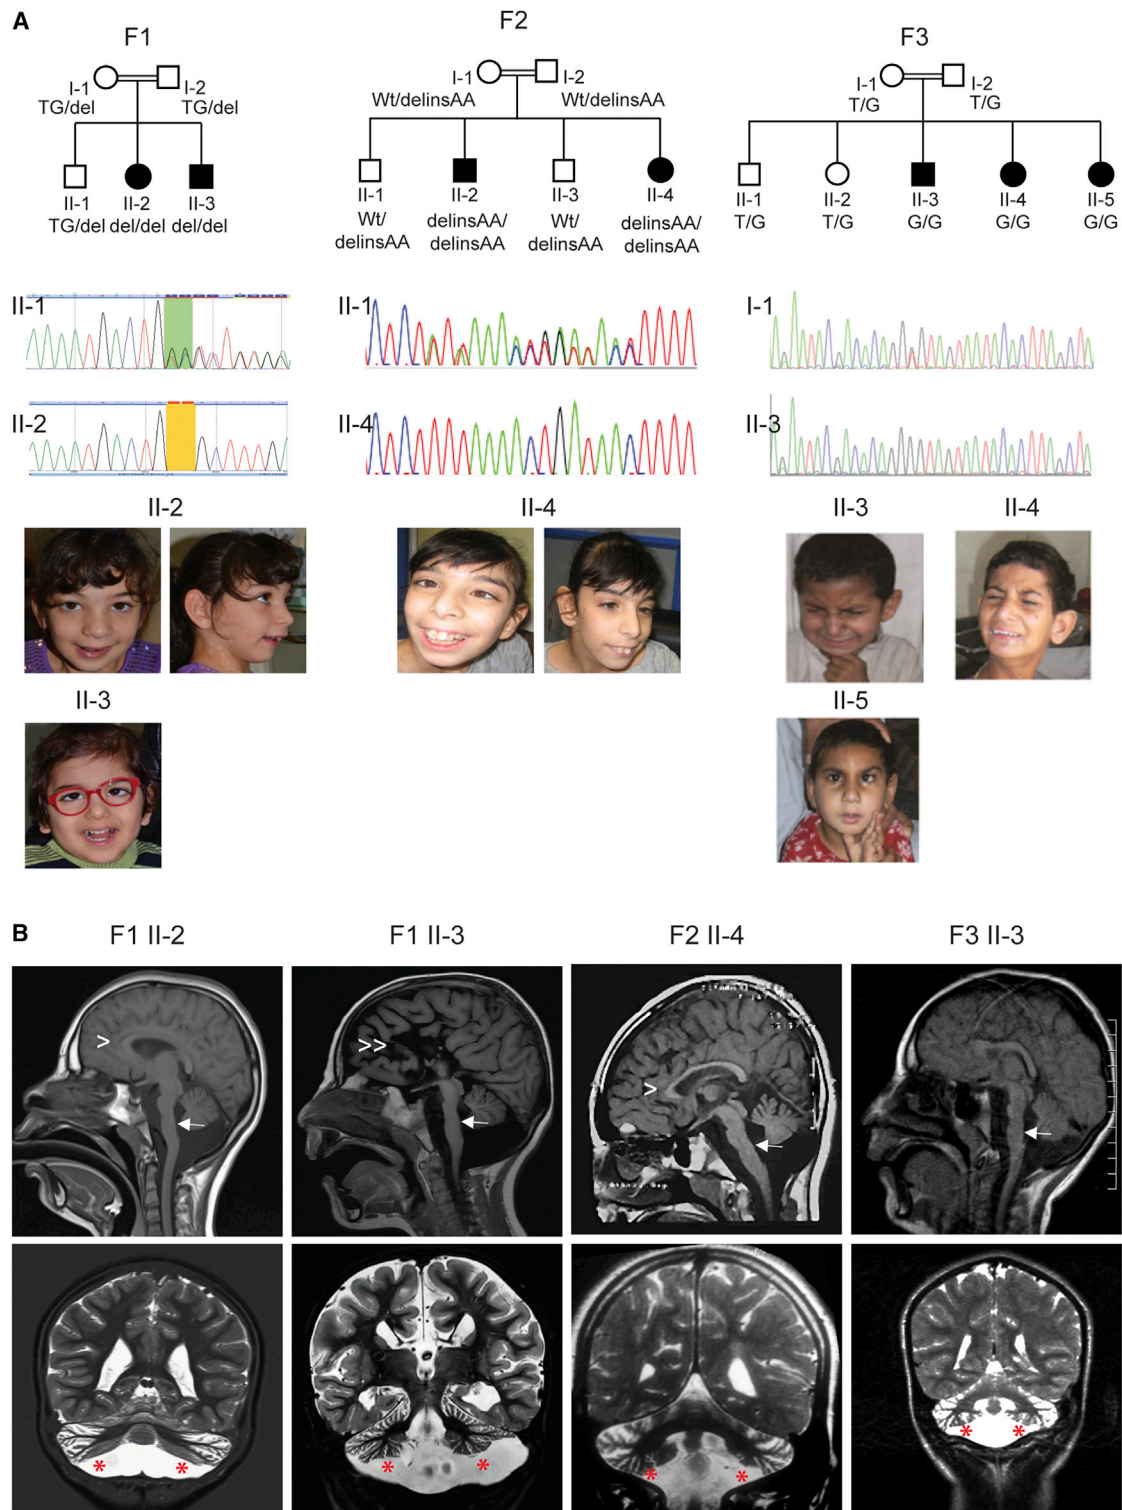 A
F1
F2
F3
I-1
I-2
TG/del
TG/del
I-1
I-2
Wt/delinsAA
Wt/delinsAA
I-1
I-2
T/G
T/G
II-1
II-2
II-3
TG/del
del/del
del/del
II-1
II-2
II-3
II-4
Wt/
delinsAA
delinsAA/
delinsAA
Wt/
delinsAA
delinsAA/
delinsAA
II-1
II-2
II-3
II-4
II-5
T/G
T/G
G/G
G/G
G/G
II-1
II-1
I-1
II-2
II-4
II-3
II-2
II-4
II-3
II-4
II-3
II-5
B
F1 II-2
F1 II-3
F2 II-4
F3 II-3
>
>>
>
* *
* *
* *
* *